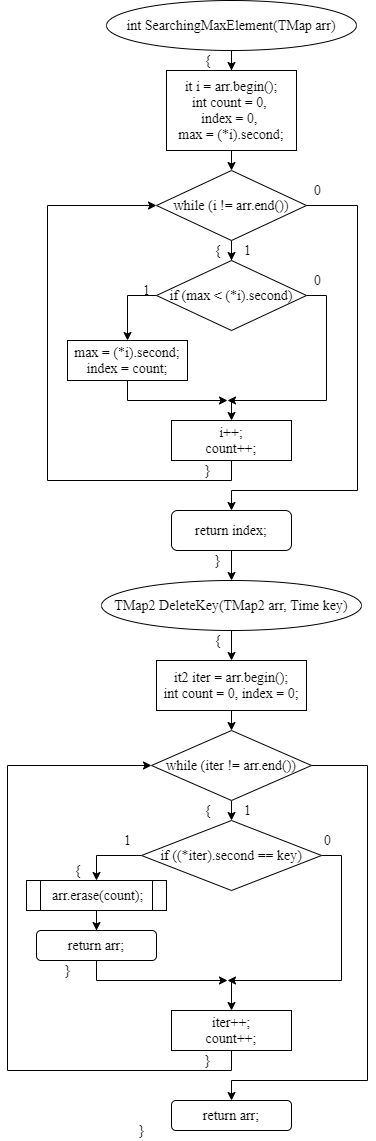 int SearchingMaxElement(TMap arr)
{
it i = arr.begin();
int count = 0,
index = 0,
max = (*i).second;
while (i != arr.end())
0
{ 1
if (max < (*i).second)
1
0
max = (*i).second;
index = count;
i++;
count++;
}
return index;
}
TMap2 DeleteKey(TMap2 arr, Time key)
{
it2 iter = arr.begin();
int count = 0, index = 0;
while (iter != arr.end())
{ 1
if ((*iter).second == key)
1
0
{
arr.erase(count);
return arr;
}
iter++;
count++;
}
return arr;
}